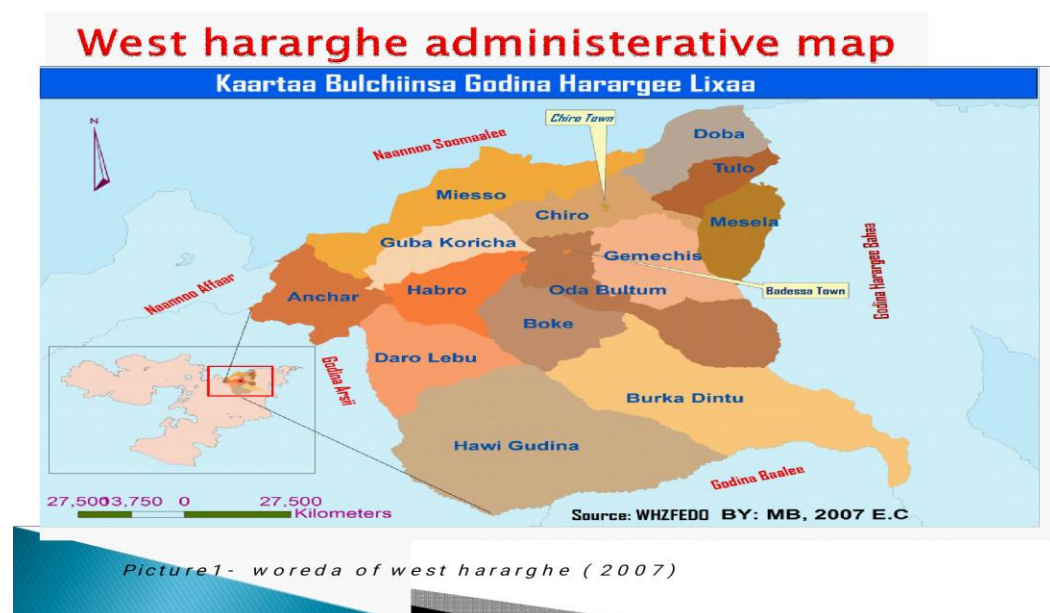 West hararghe administerative map
Kaartaa Bulchiinsa Godina Harargee Lixaa
N
Naannoo Soomaalee
Chiro Town
Doba
Tulo
Miesso
Chiro
Mesela
Guba Koricha
Gemechis
Naannoo Affaar
Anchar
Habro
Oda Bultum
Badessa Town
Godina Harargee Bahaa
Boke
Daro Lebu
Godina Arsii
Burka Dintu
Hawi Gudina
Godina Baalee
27,50013,750 0 27,500
Kilometers
Source: WHZFEDO BY: MB, 2007 E.C
Picture1- woreda of west hararghe (2007)